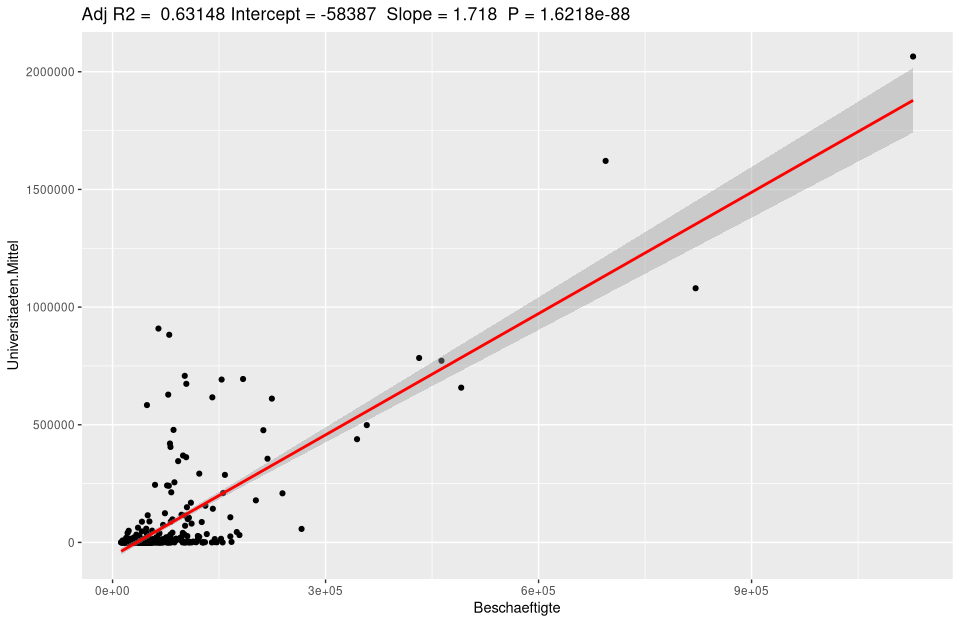 Adj R2 =  0.63148 Intercept = -58387  Slope = 1.718  P = 1.6218e-88
Universitaeten.Mittel
2000000
1500000
1000000
500000
0
0e+00 3e+05 6e+05 9e+05
Beschaeftigte